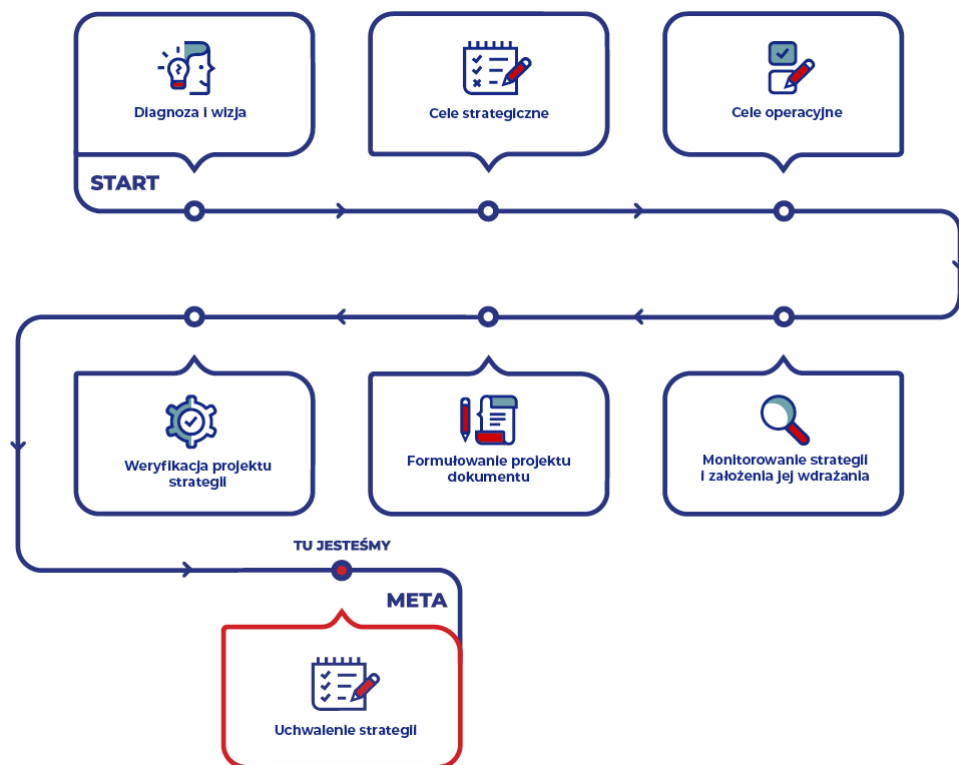 Diagnoza i wizja
Cele strategiczne
Cele operacyjne
START
Monitorowanie strategii
i założenia jej wdrażania
Formułowanie projektu
dokumentu
Weryfikacja projektu
strategii
TU JESTEŚMY
META
Uchwalenie strategii